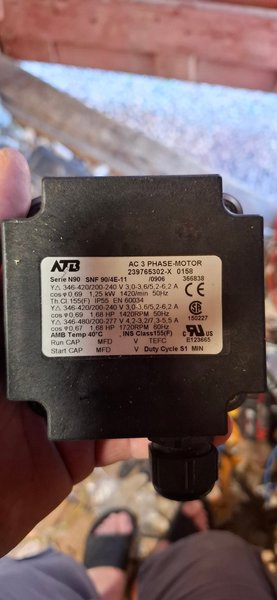 ATB
AC 3 PHASE-MOTOR
239765302-X 0158
Serie N90 SNF 90/4E-11 /0906 366838
Y△ 346-420/200-240 V 3,0-3,6/5,2-6,2 A
cos φ 0,69 1,25 kW 1420/min 50Hz
Th.Cl.155(F) IP55 EN 60034
Y△ 346-420/200-240 V 3,0-3,6/5,2-6,2 A
cos φ 0.69 1.68 HP 1420RPM 50Hz
Y△ 346-480/200-277 V 4.2-3.2/7.3-5.5 A
cos φ 0.67 1.68 HP 1720RPM 60Hz
AMB Temp 40°C , INS Class155(F)
Run CAP MFD V TEFC
Start CAP MFD V Duty Cycle S1 MIN
CE
150227
c UL US
E123665